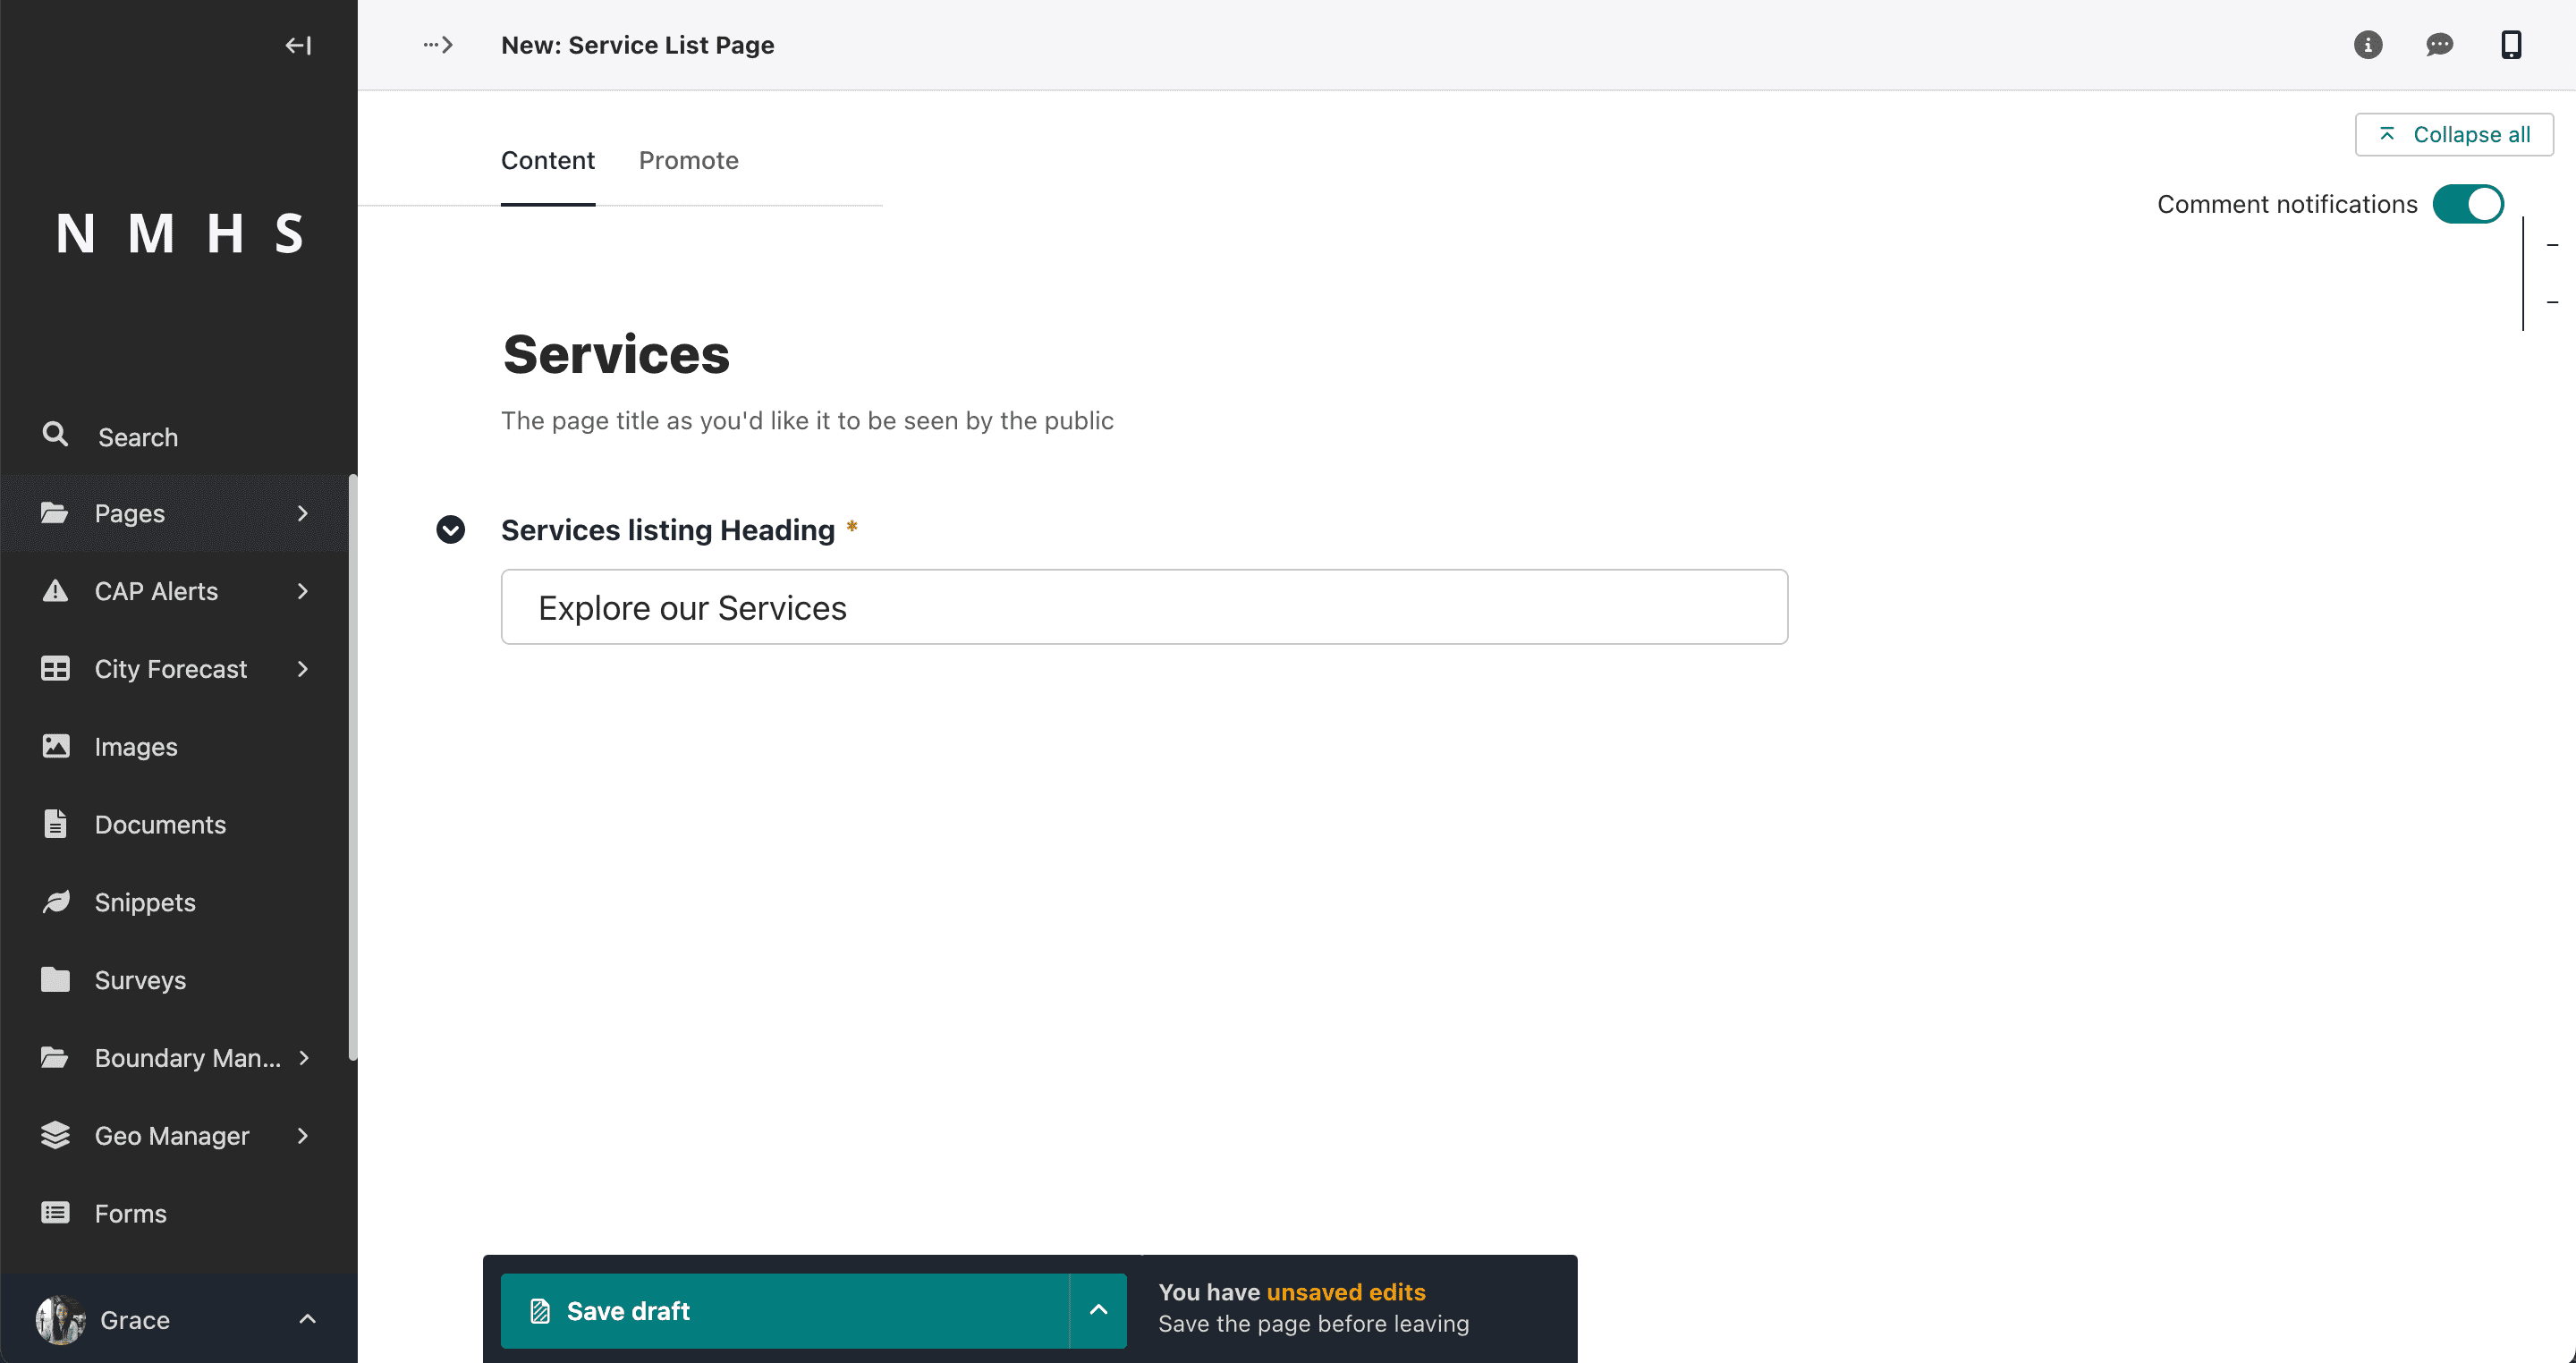 New: Service List Page
Collapse all
Content Promote
Comment notifications
N M H S
Services
The page title as you'd like it to be seen by the public
Search
Pages
CAP Alerts
City Forecast
Images
Documents
Snippets
Surveys
Boundary Man...
Geo Manager
Forms
Grace
Services listing Heading *
Explore our Services
Save draft
You have unsaved edits
Save the page before leaving